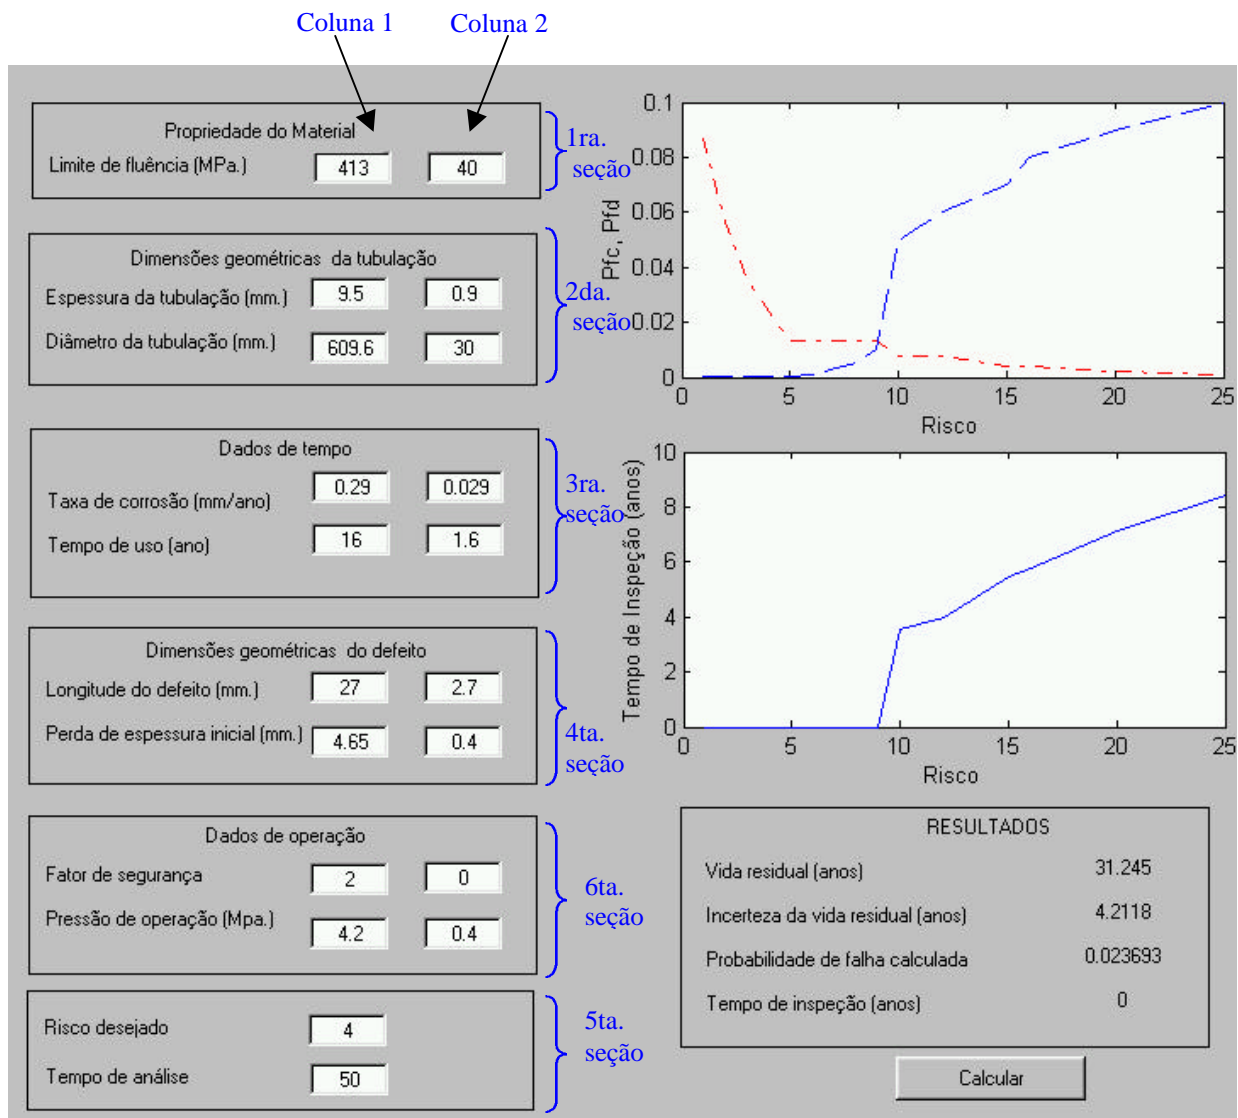 Coluna 1
Coluna 2
Propriedade do Material
Limite de fluência (MPa.) 413 40
1ra.
seção
Dimensões geométricas da tubulação
Espessura da tubulação (mm.) 9.5 0.9
Diâmetro da tubulação (mm.) 609.6 30
2da.
seção
Dados de tempo
Taxa de corrosão (mm/ano) 0.29 0.029
Tempo de uso (ano) 16 1.6
3ra.
seção
Dimensões geométricas do defeito
Longitude do defeito (mm.) 27 2.7
Perda de espessura inicial (mm.) 4.65 0.4
4ta.
seção
Dados de operação
Fator de segurança 2 0
Pressão de operação (Mpa.) 4.2 0.4
6ta.
seção
Risco desejado 4
Tempo de análise 50
5ta.
seção
0.1
0.08
0.06
0.04
0.02
0
Pfc, Pfd
0 5 10 15 20 25
Risco
10
8
6
4
2
0
Tempo de Inspeção (anos)
0 5 10 15 20 25
Risco
RESULTADOS
Vida residual (anos) 31.245
Incerteza da vida residual (anos) 4.2118
Probabilidade de falha calculada 0.023693
Tempo de inspeção (anos) 0
Calcular